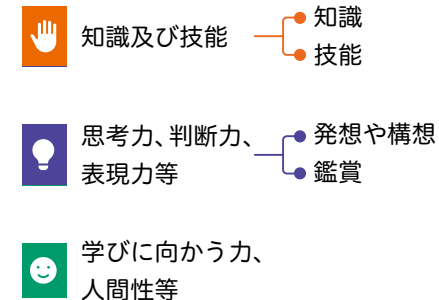 知識及び技能
知識
技能
思考力、判断力、
表現力等
発想や構想
鑑賞
学びに向かう力、
人間性等